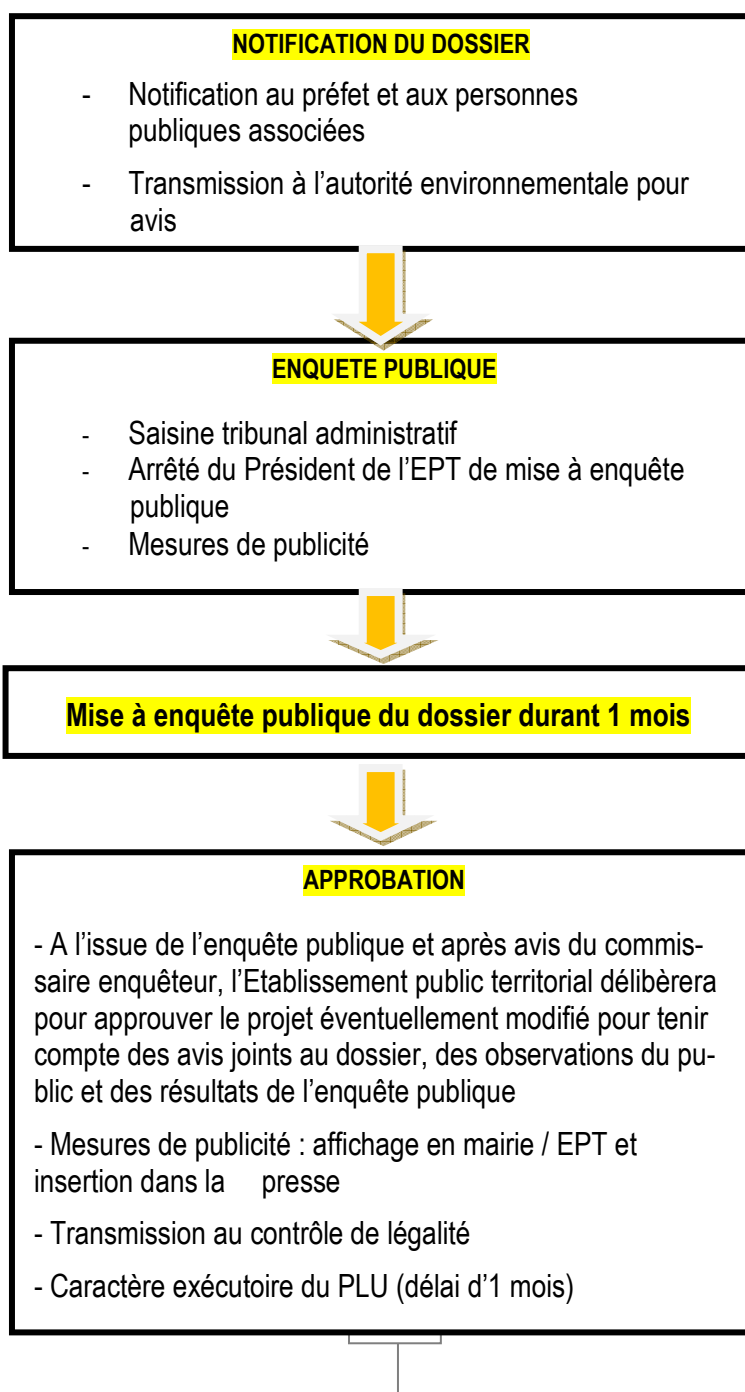 NOTIFICATION DU DOSSIER
- Notification au préfet et aux personnes
publiques associées
- Transmission à l’autorité environnementale pour
avis
ENQUETE PUBLIQUE
- Saisine tribunal administratif
- Arrêté du Président de l’EPT de mise à enquête
publique
- Mesures de publicité
Mise à enquête publique du dossier durant 1 mois
APPROBATION
- A l’issue de l’enquête publique et après avis du commis-
saire enquêteur, l’Etablissement public territorial délibèrera
pour approuver le projet éventuellement modifié pour tenir
compte des avis joints au dossier, des observations du pu-
blic et des résultats de l’enquête publique
- Mesures de publicité : affichage en mairie / EPT et
insertion dans la presse
- Transmission au contrôle de légalité
- Caractère exécutoire du PLU (délai d’1 mois)